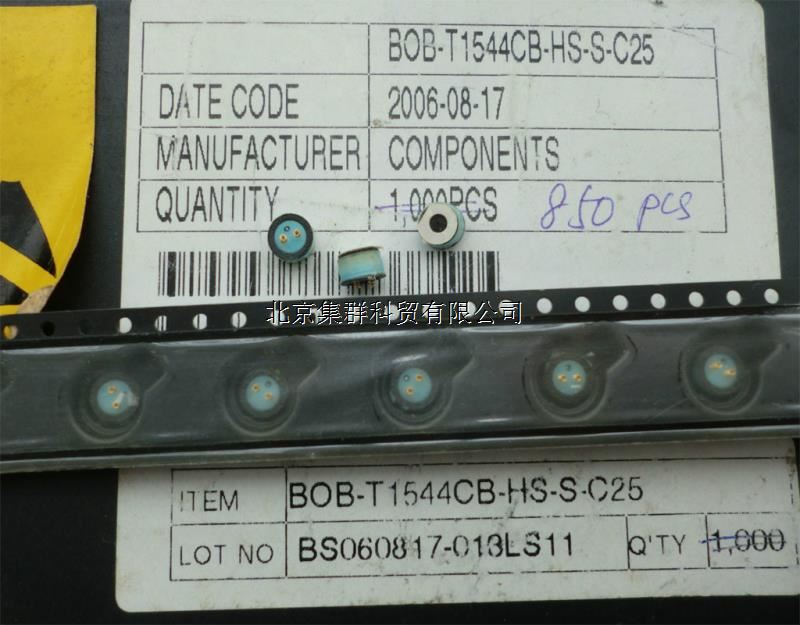 BOB-T1544CB-HS-S-C25
DATE CODE 2006-08-17
MANUFACTURER COMPONENTS
QUANTITY 1,000PCS 850 pcs
北京集群科贸有限公司
ITEM BOB-T1544CB-HS-S-C25
LOT NO BS060817-013LS11 Q'TY 1,000